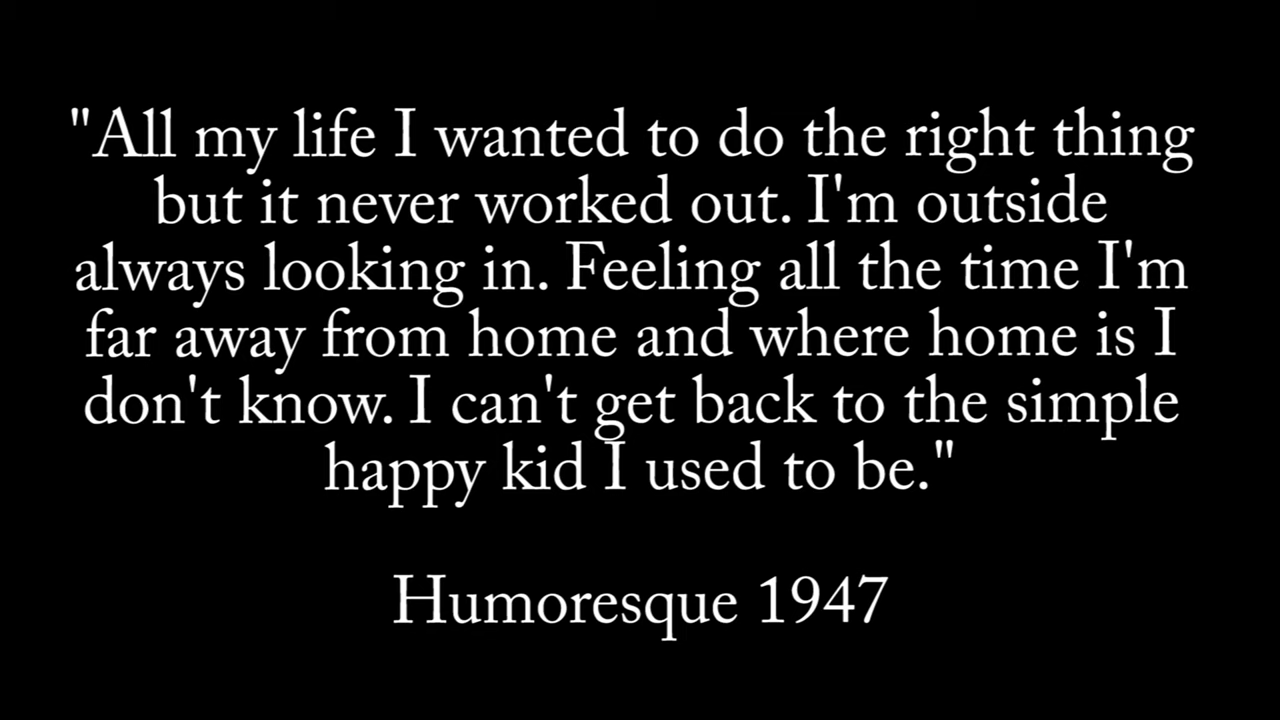 "All my life I wanted to do the right thing
but it never worked out. I'm outside
always looking in. Feeling all the time I'm
far away from home and where home is I
don't know. I can't get back to the simple
happy kid I used to be."
Humoresque 1947